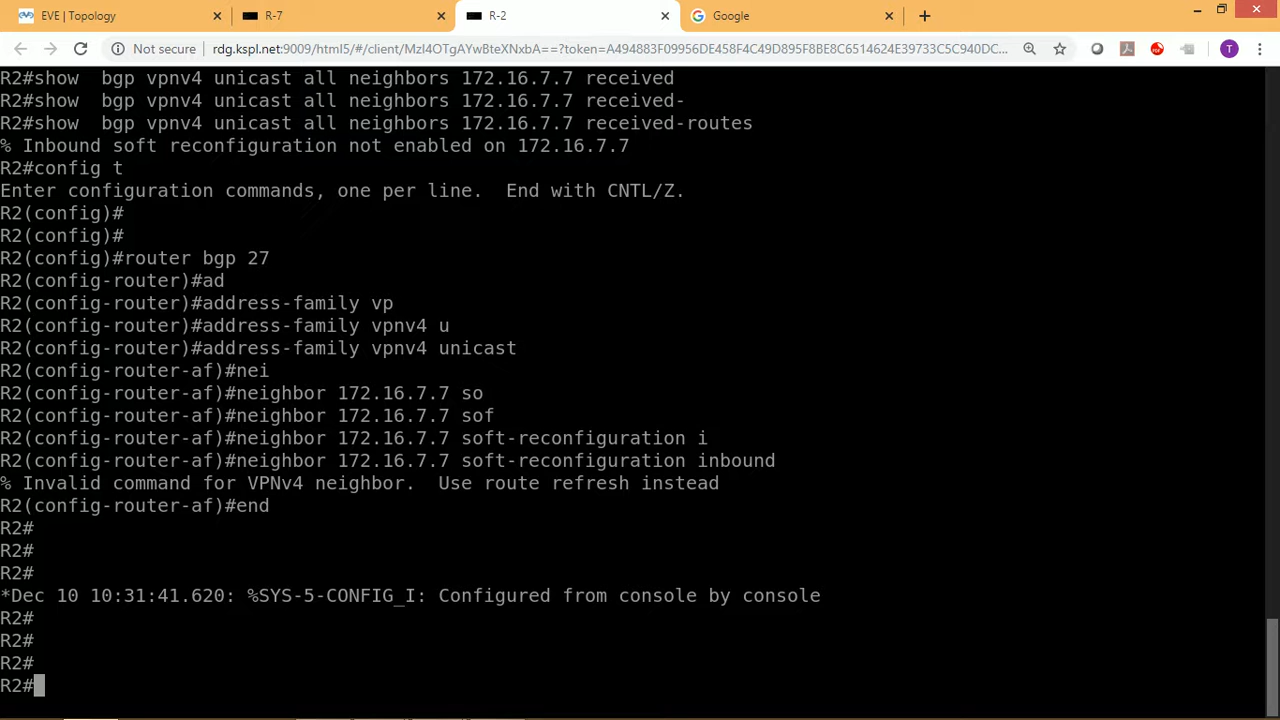 EVE | Topology
R-7
R-2
Google
Not secure
rdg.kspl.net:9009/html5/#/client/MzI4OTgAYwBteXNxbA==?token=A494883F09956DE458F4C49D895F8BE8C6514624E39733C5C940DC...
T
R2#show  bgp vpnv4 unicast all neighbors 172.16.7.7 received
R2#show  bgp vpnv4 unicast all neighbors 172.16.7.7 received-
R2#show  bgp vpnv4 unicast all neighbors 172.16.7.7 received-routes
% Inbound soft reconfiguration not enabled on 172.16.7.7
R2#config t
Enter configuration commands, one per line.  End with CNTL/Z.
R2(config)#
R2(config)#
R2(config)#router bgp 27
R2(config-router)#ad
R2(config-router)#address-family vp
R2(config-router)#address-family vpnv4 u
R2(config-router)#address-family vpnv4 unicast
R2(config-router-af)#nei
R2(config-router-af)#neighbor 172.16.7.7 so
R2(config-router-af)#neighbor 172.16.7.7 sof
R2(config-router-af)#neighbor 172.16.7.7 soft-reconfiguration i
R2(config-router-af)#neighbor 172.16.7.7 soft-reconfiguration inbound
% Invalid command for VPNv4 neighbor.  Use route refresh instead
R2(config-router-af)#end
R2#
R2#
R2#
*Dec 10 10:31:41.620: %SYS-5-CONFIG_I: Configured from console by console
R2#
R2#
R2#
R2#